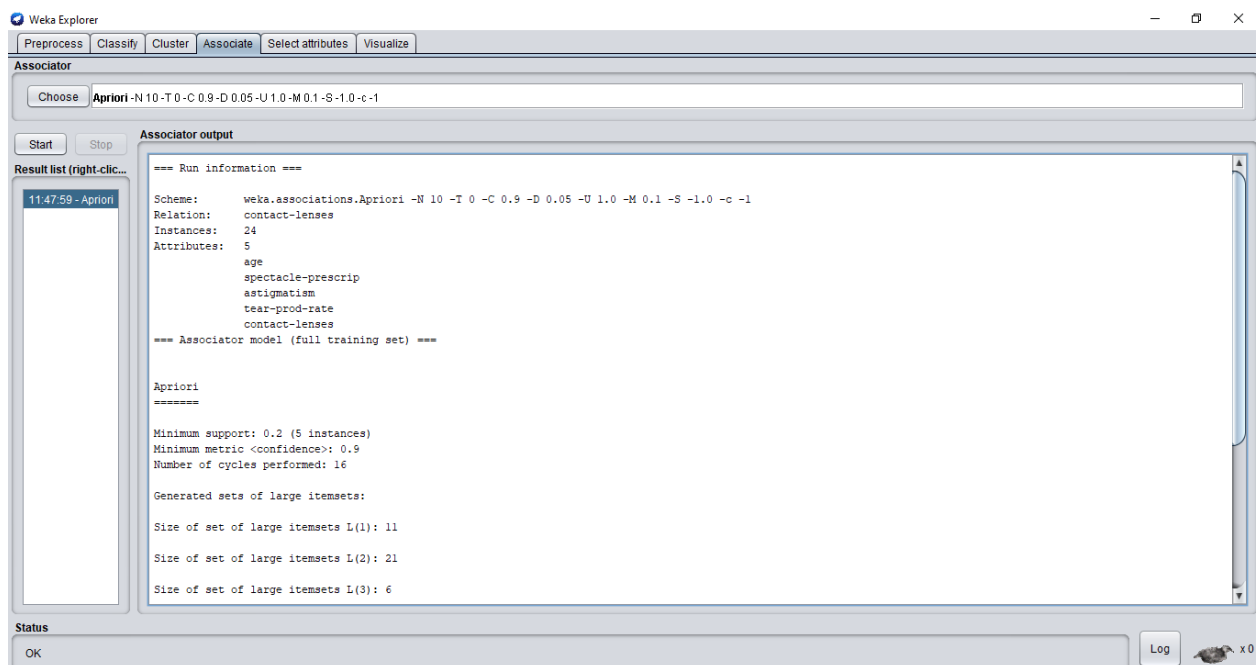 Weka Explorer
Preprocess Classify Cluster Associate Select attributes Visualize
Associator
Choose Apriori -N 10 -T 0 -C 0.9 -D 0.05 -U 1.0 -M 0.1 -S -1.0 -c -1
Start Stop
Result list (right-clic...
11:47:59 - Apriori
Associator output
=== Run information ===
Scheme: weka.associations.Apriori -N 10 -T 0 -C 0.9 -D 0.05 -U 1.0 -M 0.1 -S -1.0 -c -1
Relation: contact-lenses
Instances: 24
Attributes: 5
age
spectacle-prescrip
astigmatism
tear-prod-rate
contact-lenses
=== Associator model (full training set) ===
Apriori
=======
Minimum support: 0.2 (5 instances)
Minimum metric <confidence>: 0.9
Number of cycles performed: 16
Generated sets of large itemsets:
Size of set of large itemsets L(1): 11
Size of set of large itemsets L(2): 21
Size of set of large itemsets L(3): 6
Status
OK
Log x 0